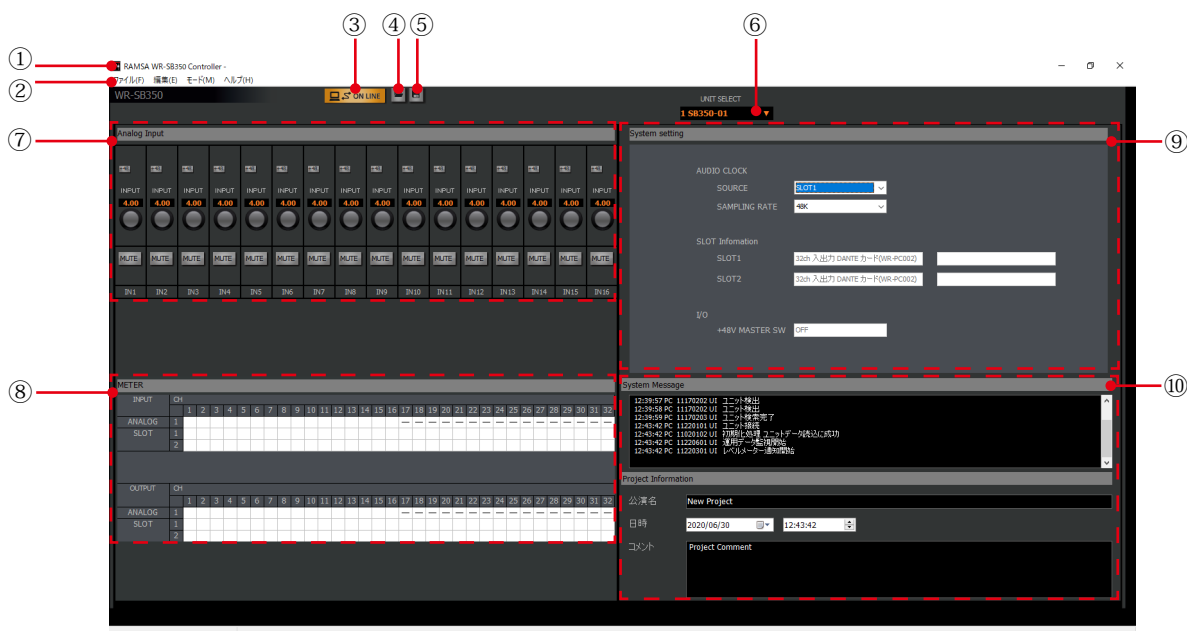 ③ ④ ⑤ ⑥
①
RAMSA WR-SB350 Controller -
②
ファイル(F) 編集(E) モード(M) ヘルプ(H)
WR-SB350
ON LINE
UNIT SELECT
1 SB350-01
⑦
Analog Input
INPUT INPUT INPUT INPUT INPUT INPUT INPUT INPUT INPUT INPUT INPUT INPUT INPUT INPUT INPUT INPUT
4.00 4.00 4.00 4.00 4.00 4.00 4.00 4.00 4.00 4.00 4.00 4.00 4.00 4.00 4.00 4.00
MUTE MUTE MUTE MUTE MUTE MUTE MUTE MUTE MUTE MUTE MUTE MUTE MUTE MUTE MUTE MUTE
IN1 IN2 IN3 IN4 IN5 IN6 IN7 IN8 IN9 IN10 IN11 IN12 IN13 IN14 IN15 IN16
System setting
⑨
AUDIO CLOCK
SOURCE SLOT1
SAMPLING RATE 48K
SLOT Infomation
SLOT1 32ch 入出力 DANTE カード(WR-PC002)
SLOT2 32ch 入出力 DANTE カード(WR-PC002)
I/O
+48V MASTER SW OFF
⑧
METER
INPUT CH
1 2 3 4 5 6 7 8 9 10 11 12 13 14 15 16 17 18 19 20 21 22 23 24 25 26 27 28 29 30 31 32
ANALOG 1 — — — — — — — — — — — — — — — —
SLOT 1
2
OUTPUT CH
1 2 3 4 5 6 7 8 9 10 11 12 13 14 15 16 17 18 19 20 21 22 23 24 25 26 27 28 29 30 31 32
ANALOG 1 — — — — — — — — — — — — — — — —
SLOT 1
2
System Message
⑩
12:39:57 PC 11170202 UI ユニット検出
12:39:58 PC 11170202 UI ユニット検出
12:39:59 PC 11170203 UI ユニット検索完了
12:43:42 PC 11220101 UI ユニット接続
12:43:42 PC 11020102 UI 初期化処理 ユニットデータ読込に成功
12:43:42 PC 11220601 UI 運用データ監視開始
12:43:42 PC 11220301 UI レベルメーター通知開始
Project Information
公演名 New Project
日時 2020/06/30 12:43:42
コメント Project Comment